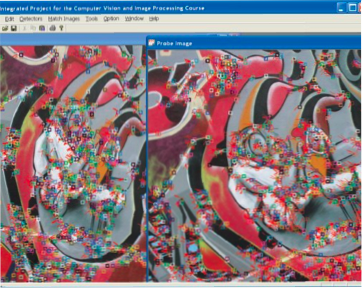 Integrated Project for the Computer Vision and Image Processing Course
Edit Detectors Match Images Tools Option Window Help
Probe Image